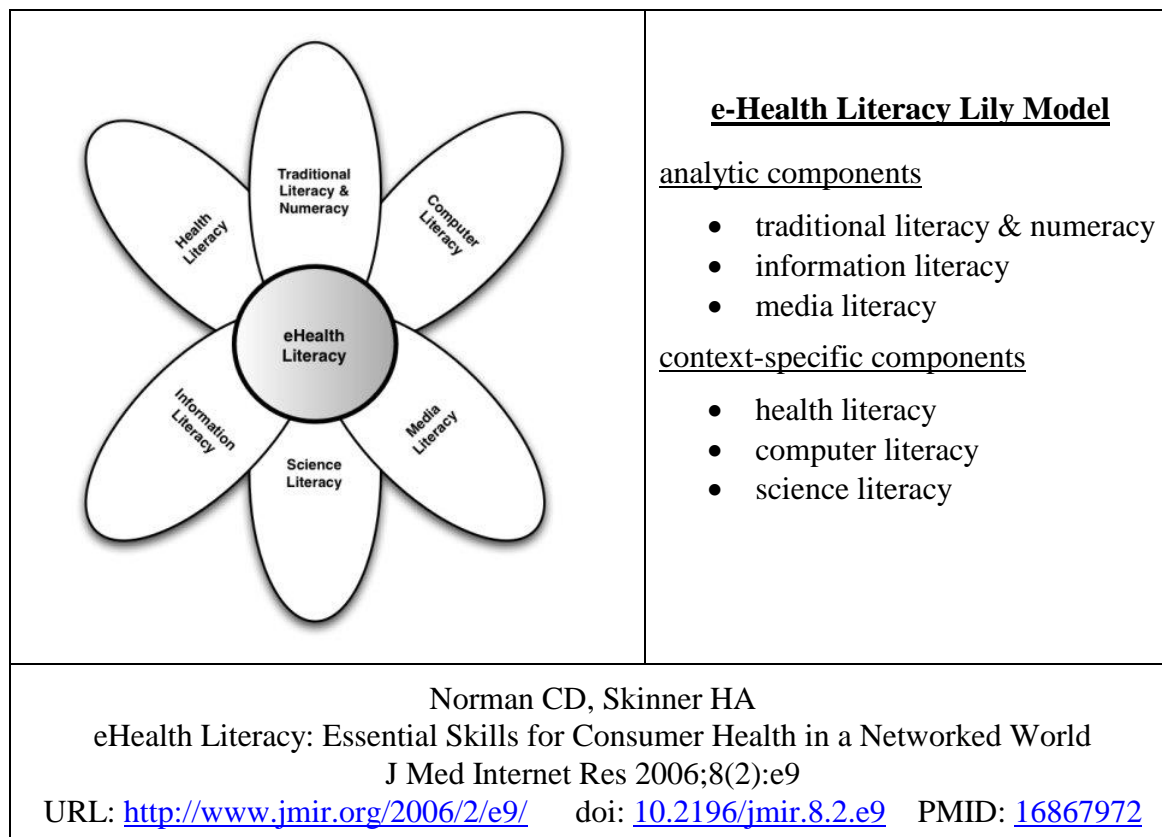 Traditional
Literacy &
Numeracy
Health
Literacy
Computer
Literacy
eHealth
Literacy
Information
Literacy
Media
Literacy
Science
Literacy
e-Health Literacy Lily Model
analytic components
• traditional literacy & numeracy
• information literacy
• media literacy
context-specific components
• health literacy
• computer literacy
• science literacy
Norman CD, Skinner HA
eHealth Literacy: Essential Skills for Consumer Health in a Networked World
J Med Internet Res 2006;8(2):e9
URL: http://www.jmir.org/2006/2/e9/ doi: 10.2196/jmir.8.2.e9 PMID: 16867972